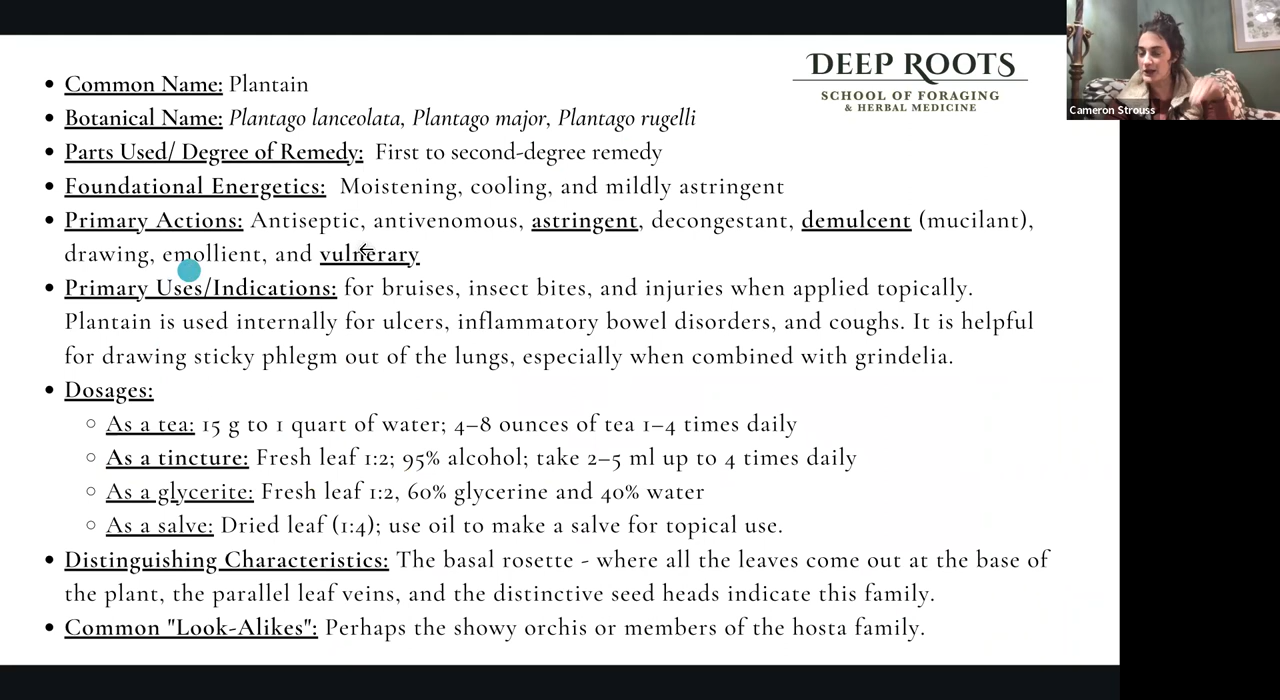 DEEP ROOTS
SCHOOL OF FORAGING
& HERBAL MEDICINE
Cameron Strouss
• Common Name: Plantain
• Botanical Name: Plantago lanceolata, Plantago major, Plantago rugelli
• Parts Used/ Degree of Remedy: First to second-degree remedy
• Foundational Energetics: Moistening, cooling, and mildly astringent
• Primary Actions: Antiseptic, antivenomous, astringent, decongestant, demulcent (mucilant),
drawing, emollient, and vulnerary
• Primary Uses/Indications: for bruises, insect bites, and injuries when applied topically.
Plantain is used internally for ulcers, inflammatory bowel disorders, and coughs. It is helpful
for drawing sticky phlegm out of the lungs, especially when combined with grindelia.
• Dosages:
○ As a tea: 15 g to 1 quart of water; 4–8 ounces of tea 1–4 times daily
○ As a tincture: Fresh leaf 1:2; 95% alcohol; take 2–5 ml up to 4 times daily
○ As a glycerite: Fresh leaf 1:2, 60% glycerine and 40% water
○ As a salve: Dried leaf (1:4); use oil to make a salve for topical use.
• Distinguishing Characteristics: The basal rosette - where all the leaves come out at the base of
the plant, the parallel leaf veins, and the distinctive seed heads indicate this family.
• Common "Look-Alikes": Perhaps the showy orchis or members of the hosta family.